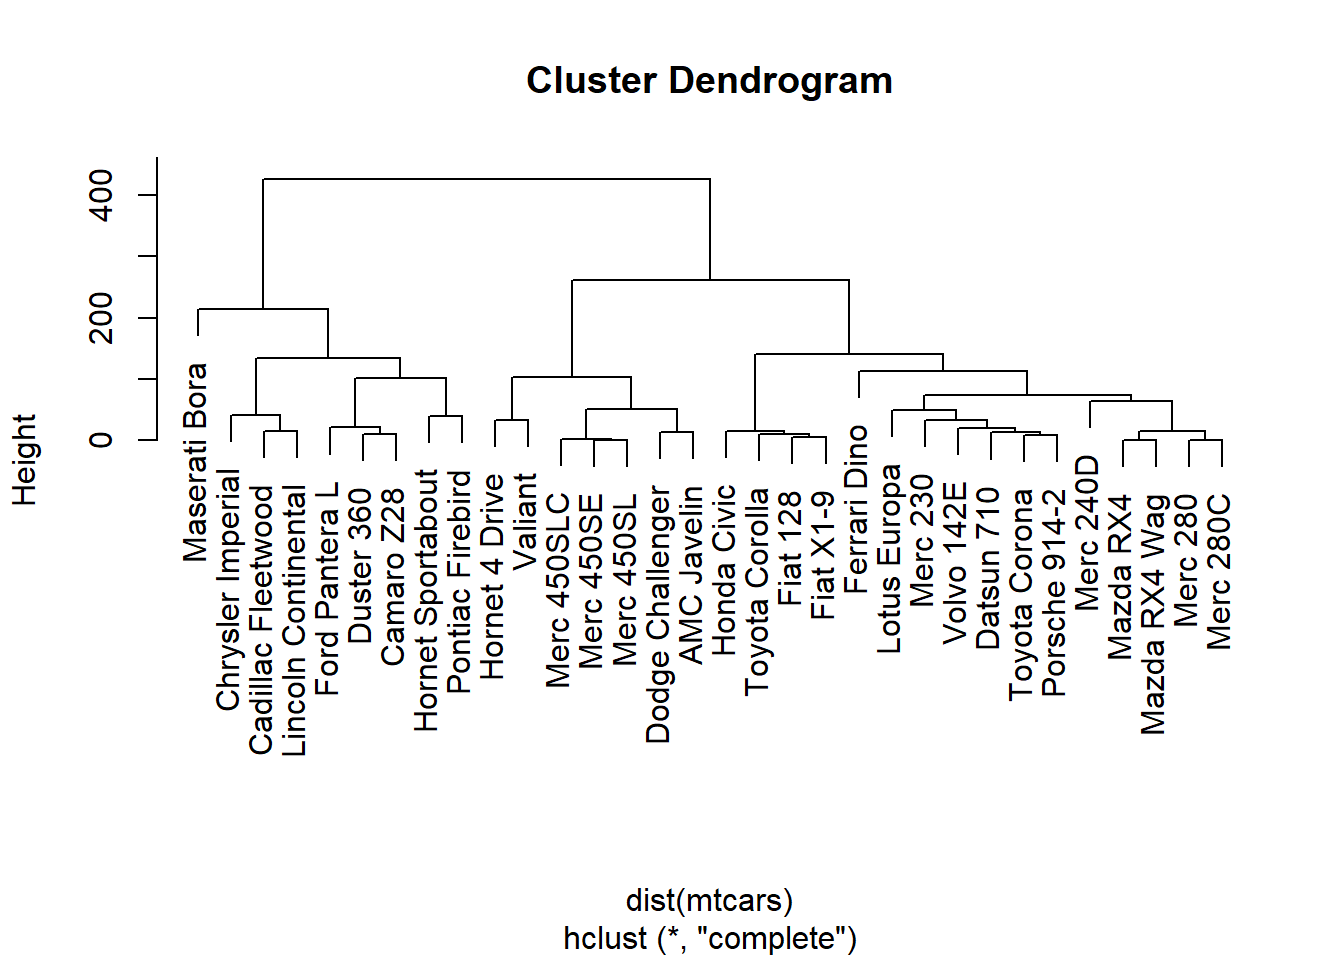 Cluster Dendrogram
Height
400
200
0
Maserati Bora
Chrysler Imperial
Cadillac Fleetwood
Lincoln Continental
Ford Pantera L
Duster 360
Camaro Z28
Hornet Sportabout
Pontiac Firebird
Hornet 4 Drive
Valiant
Merc 450SLC
Merc 450SE
Merc 450SL
Dodge Challenger
AMC Javelin
Honda Civic
Toyota Corolla
Fiat 128
Fiat X1-9
Ferrari Dino
Lotus Europa
Merc 230
Volvo 142E
Datsun 710
Toyota Corona
Porsche 914-2
Merc 240D
Mazda RX4
Mazda RX4 Wag
Merc 280
Merc 280C
dist(mtcars)
hclust (*, "complete")